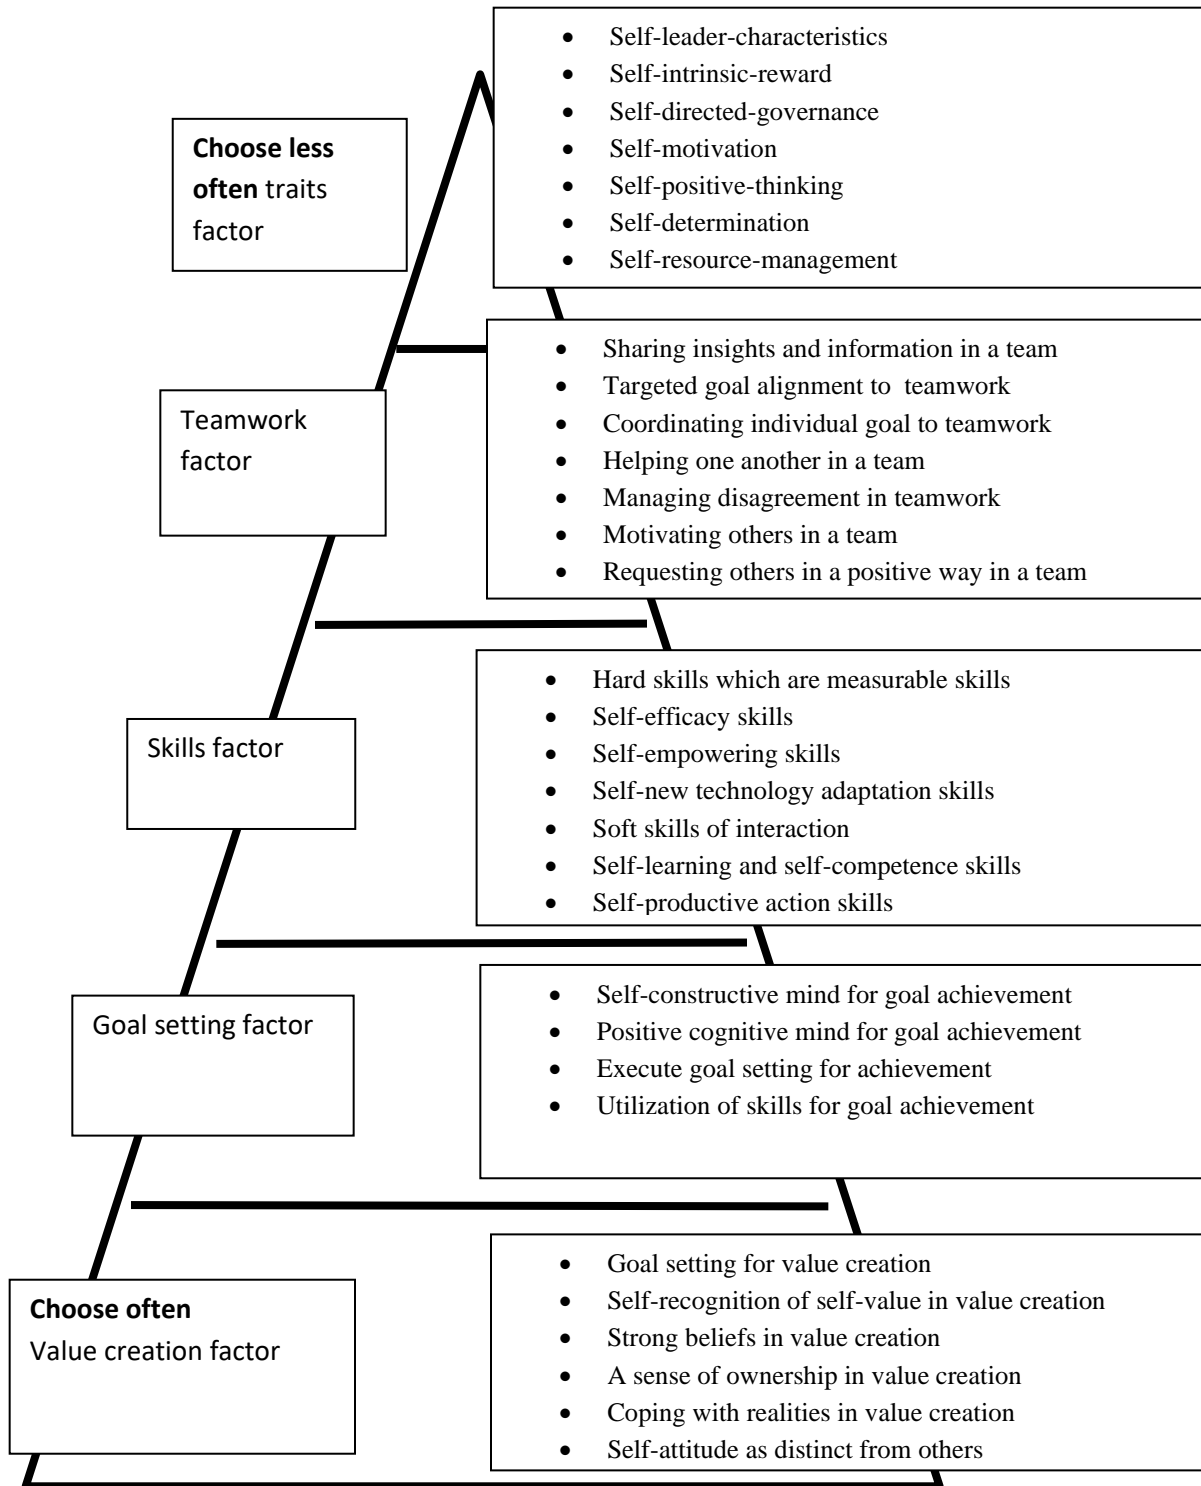 Choose less
often traits
factor
• Self-leader-characteristics
• Self-intrinsic-reward
• Self-directed-governance
• Self-motivation
• Self-positive-thinking
• Self-determination
• Self-resource-management
Teamwork
factor
• Sharing insights and information in a team
• Targeted goal alignment to  teamwork
• Coordinating individual goal to teamwork
• Helping one another in a team
• Managing disagreement in teamwork
• Motivating others in a team
• Requesting others in a positive way in a team
Skills factor
• Hard skills which are measurable skills
• Self-efficacy skills
• Self-empowering skills
• Self-new technology adaptation skills
• Soft skills of interaction
• Self-learning and self-competence skills
• Self-productive action skills
Goal setting factor
• Self-constructive mind for goal achievement
• Positive cognitive mind for goal achievement
• Execute goal setting for achievement
• Utilization of skills for goal achievement
Choose often
Value creation factor
• Goal setting for value creation
• Self-recognition of self-value in value creation
• Strong beliefs in value creation
• A sense of ownership in value creation
• Coping with realities in value creation
• Self-attitude as distinct from others